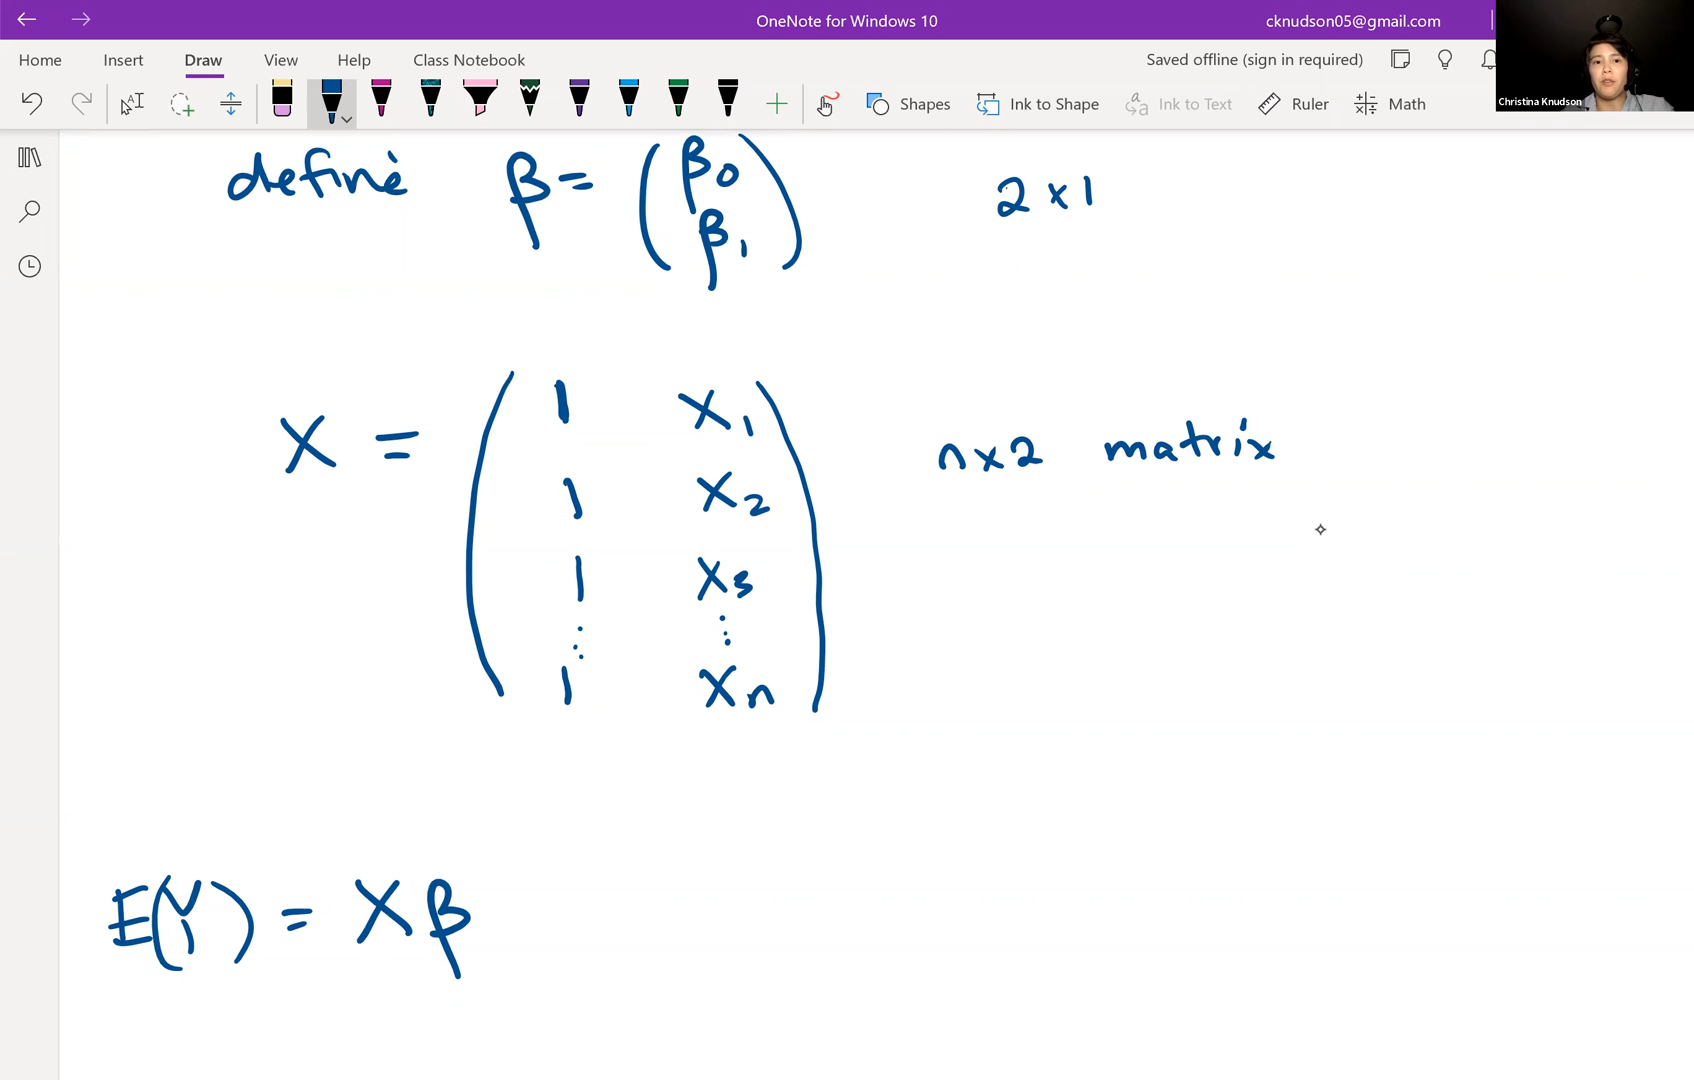 OneNote for Windows 10
cknudson05@gmail.com
Home Insert Draw View Help Class Notebook
Saved offline (sign in required)
Shapes Ink to Shape Ink to Text Ruler Math
Christina Knudson
define β = (β₀
β₁) 2 x 1
X = (1 x₁
1 x₂
1 x₃
⋮ ⋮
1 xₙ) n x 2 matrix
E(Y) = Xβ